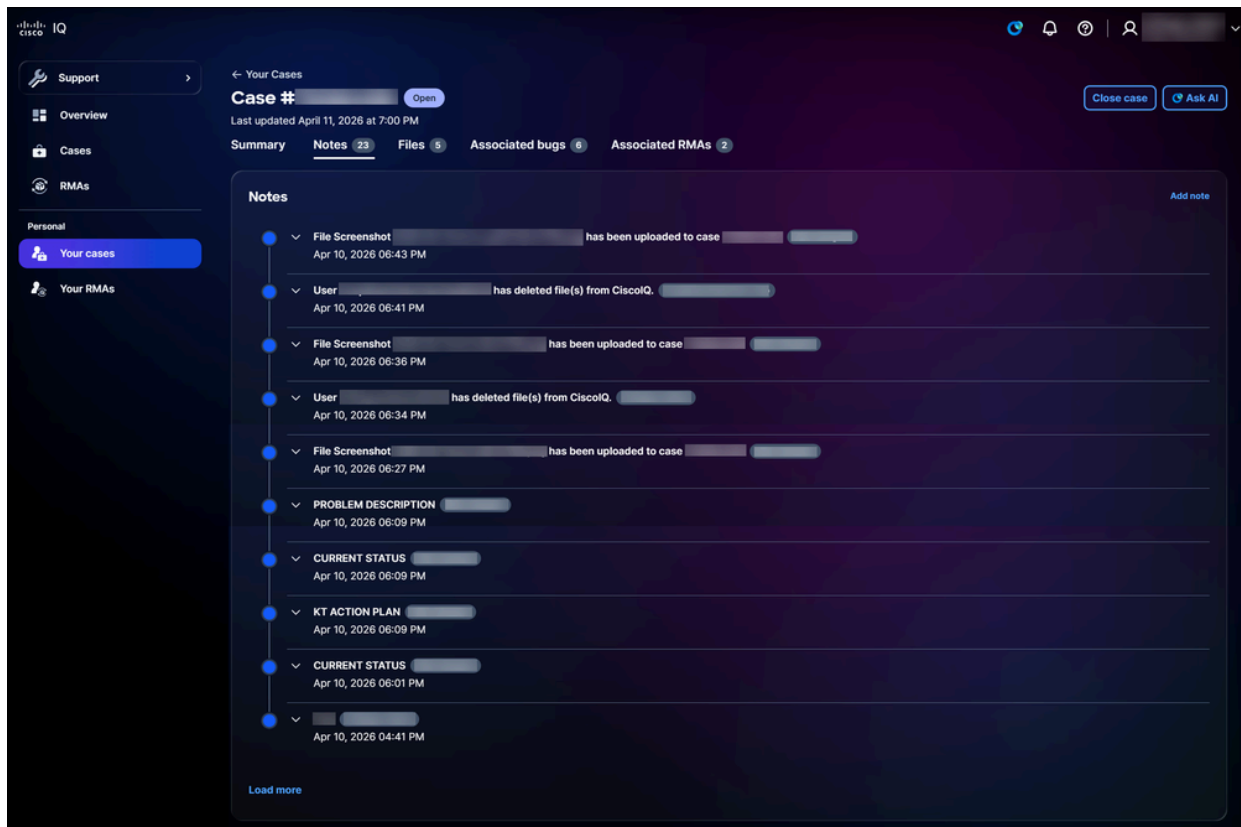 cisco IQ
Support
Overview
Cases
RMAs
Personal
Your cases
Your RMAs
← Your Cases
Case # Open
Last updated April 11, 2026 at 7:00 PM
Close case
Ask AI
Summary Notes 23 Files 5 Associated bugs 6 Associated RMAs 2
Notes
Add note
File Screenshot has been uploaded to case
Apr 10, 2026 06:43 PM
User has deleted file(s) from CiscoIQ.
Apr 10, 2026 06:41 PM
File Screenshot has been uploaded to case
Apr 10, 2026 06:36 PM
User has deleted file(s) from CiscoIQ.
Apr 10, 2026 06:34 PM
File Screenshot has been uploaded to case
Apr 10, 2026 06:27 PM
PROBLEM DESCRIPTION
Apr 10, 2026 06:09 PM
CURRENT STATUS
Apr 10, 2026 06:09 PM
KT ACTION PLAN
Apr 10, 2026 06:09 PM
CURRENT STATUS
Apr 10, 2026 06:01 PM
Apr 10, 2026 04:41 PM
Load more